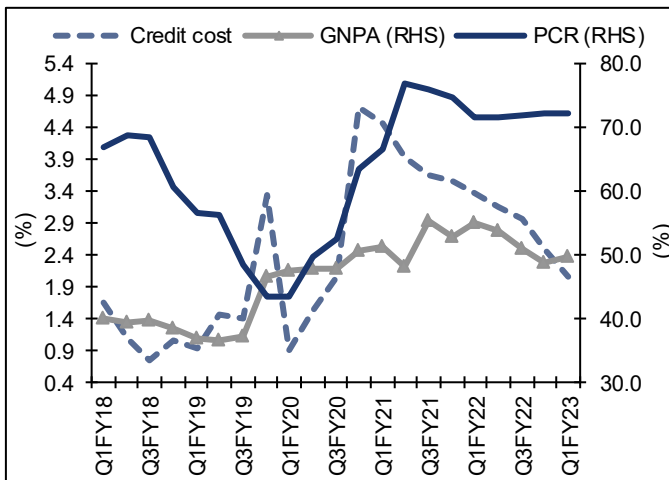 Credit cost GNPA (RHS) PCR (RHS)
5.4 80.0
4.9 70.0
4.4
3.9 60.0
3.4
2.9 50.0
2.4
1.9 40.0
1.4
0.9 30.0
0.4
(%)
(%)
Q1FY18
Q3FY18
Q1FY19
Q3FY19
Q1FY20
Q3FY20
Q1FY21
Q3FY21
Q1FY22
Q3FY22
Q1FY23